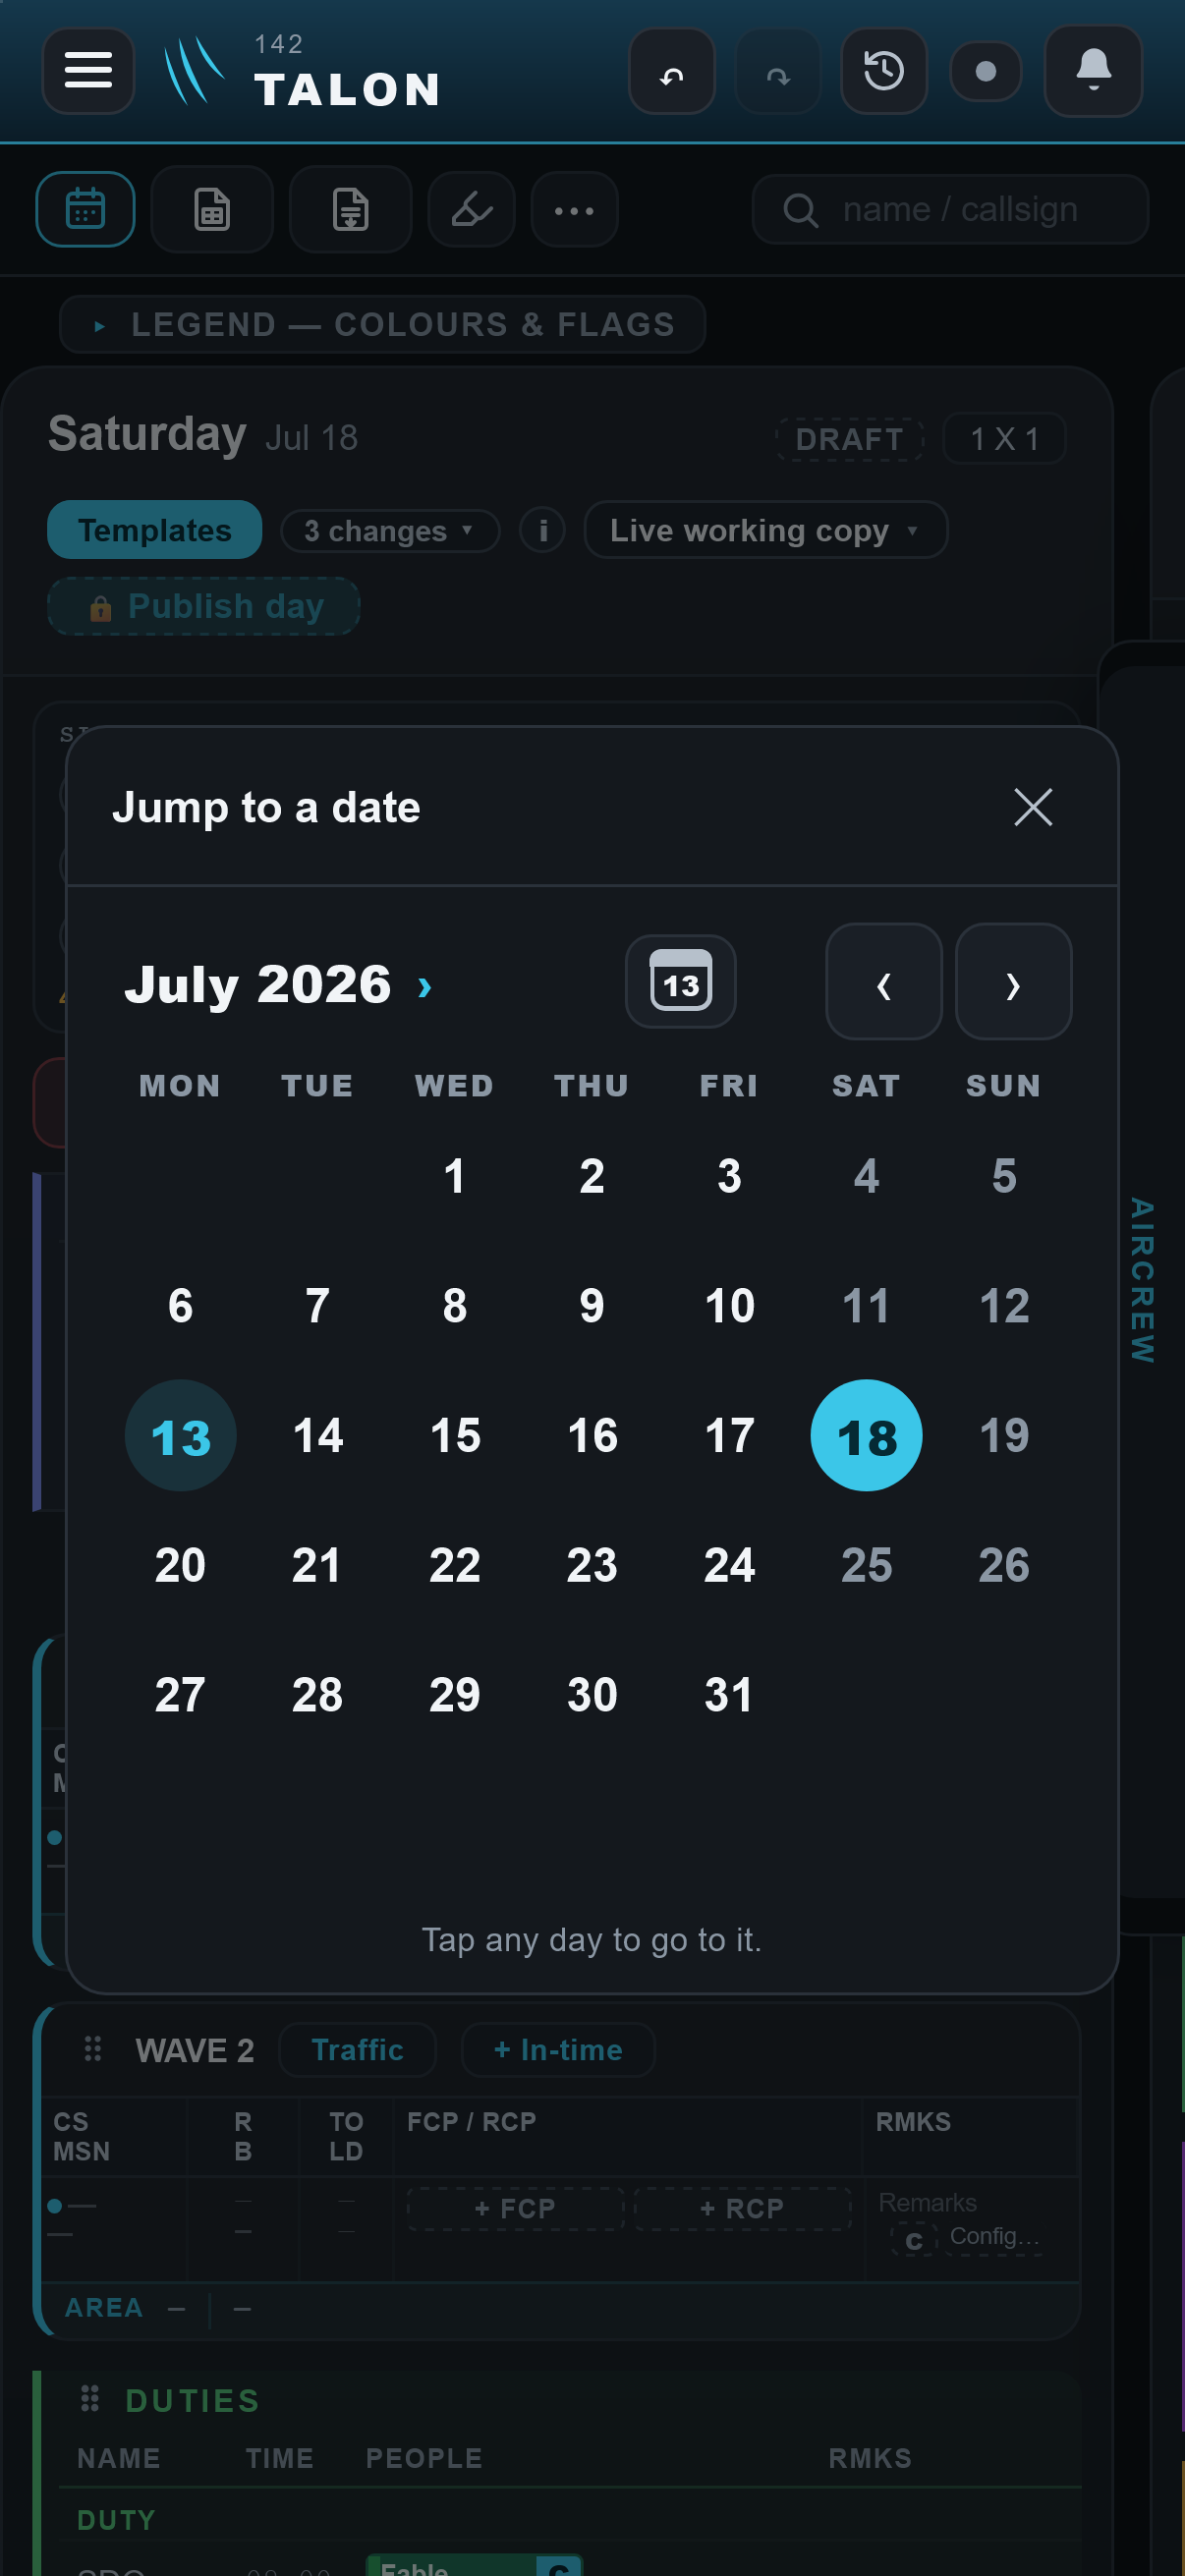 142
TALON
name / callsign
LEGEND — COLOURS & FLAGS
Saturday Jul 18 DRAFT 1 X 1
Templates 3 changes i Live working copy
Publish day
Jump to a date
July 2026 › 13 ‹ ›
MON TUE WED THU FRI SAT SUN
1 2 3 4 5
6 7 8 9 10 11 12
13 14 15 16 17 18 19
20 21 22 23 24 25 26
27 28 29 30 31
Tap any day to go to it.
AIRCREW
WAVE 2 Traffic + In-time
CS R TO FCP / RCP RMKS
MSN B LD
— — — + FCP + RCP Remarks
— — — C Config...
AREA — —
DUTIES
NAME TIME PEOPLE RMKS
DUTY
Fable